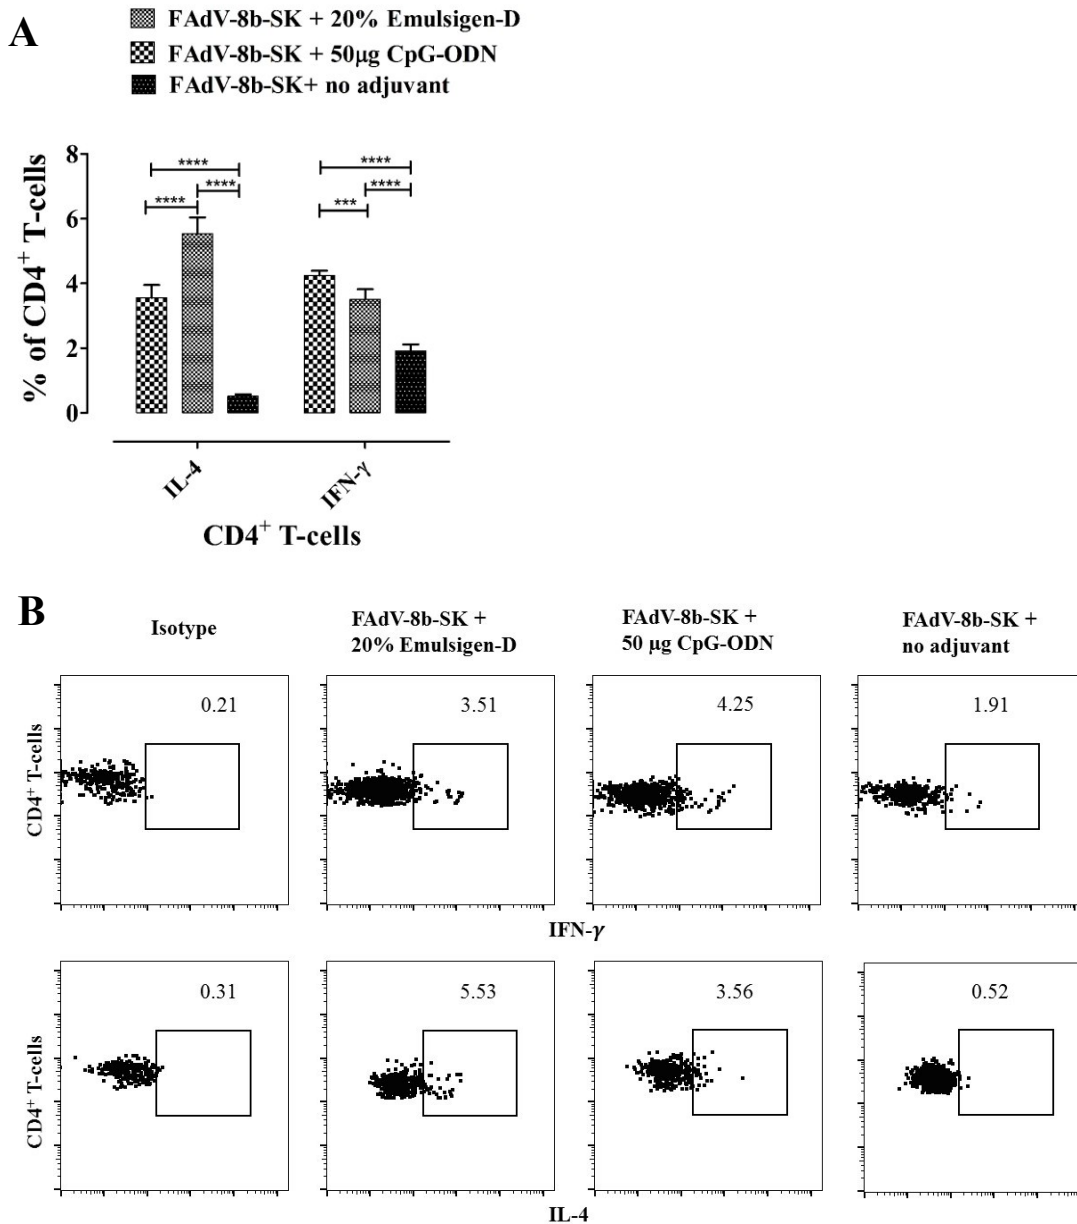 A
FAdV-8b-SK + 20% Emulsigen-D
FAdV-8b-SK + 50µg CpG-ODN
FAdV-8b-SK+ no adjuvant
% of CD4⁺ T-cells
8
6
4
2
0
****
****
****
****
****
***
IL-4
IFN-γ
CD4⁺ T-cells
B
Isotype
FAdV-8b-SK +
20% Emulsigen-D
FAdV-8b-SK +
50 µg CpG-ODN
FAdV-8b-SK +
no adjuvant
CD4⁺ T-cells
0.21
3.51
4.25
1.91
IFN-γ
CD4⁺ T-cells
0.31
5.53
3.56
0.52
IL-4